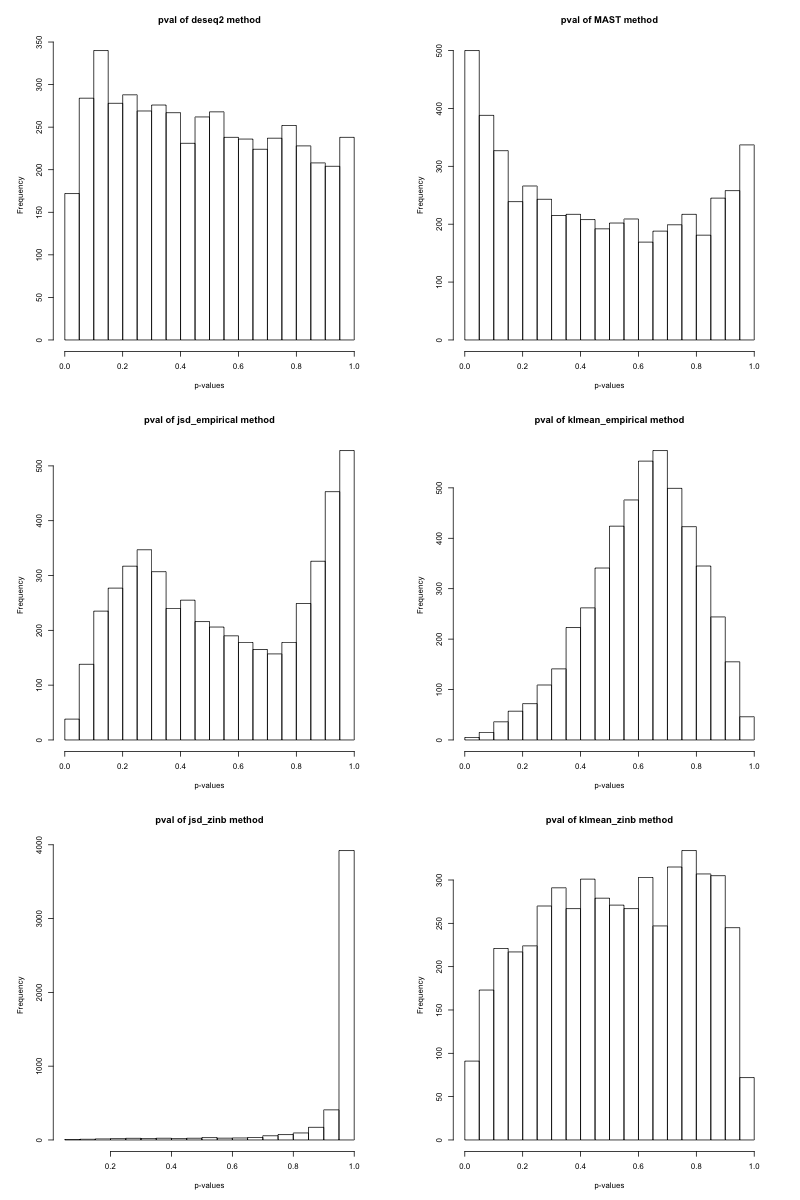 pval of deseq2 method
350
300
250
200
150
100
50
0
Frequency
0.0 0.2 0.4 0.6 0.8 1.0
p-values
pval of MAST method
500
400
300
200
100
0
Frequency
0.0 0.2 0.4 0.6 0.8 1.0
p-values
pval of jsd_empirical method
500
400
300
200
100
0
Frequency
0.0 0.2 0.4 0.6 0.8 1.0
p-values
pval of klmean_empirical method
500
400
300
200
100
0
Frequency
0.0 0.2 0.4 0.6 0.8 1.0
p-values
pval of jsd_zinb method
4000
3000
2000
1000
0
Frequency
0.2 0.4 0.6 0.8 1.0
p-values
pval of klmean_zinb method
300
250
200
150
100
50
0
Frequency
0.0 0.2 0.4 0.6 0.8 1.0
p-values